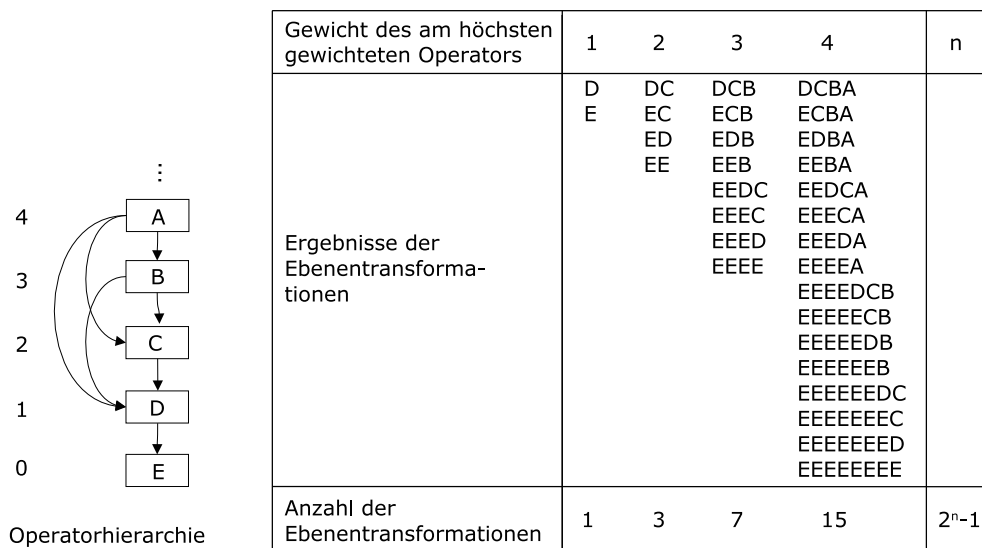 Gewicht des am höchsten
gewichteten Operators
1 2 3 4 n
Ergebnisse der
Ebenentransforma-
tionen
D DC DCB DCBA
E EC ECB ECBA
ED EDB EDBA
EE EEB EEBA
EEDC EEDCA
EEEC EEECA
EEED EEEDA
EEEE EEEEA
EEEEDCB
EEEEECB
EEEEEDB
EEEEEEB
EEEEEEDC
EEEEEEEC
EEEEEEED
EEEEEEEE
Anzahl der
Ebenentransformationen
1 3 7 15 2ⁿ-1
⋮
4 A
3 B
2 C
1 D
0 E
Operatorhierarchie